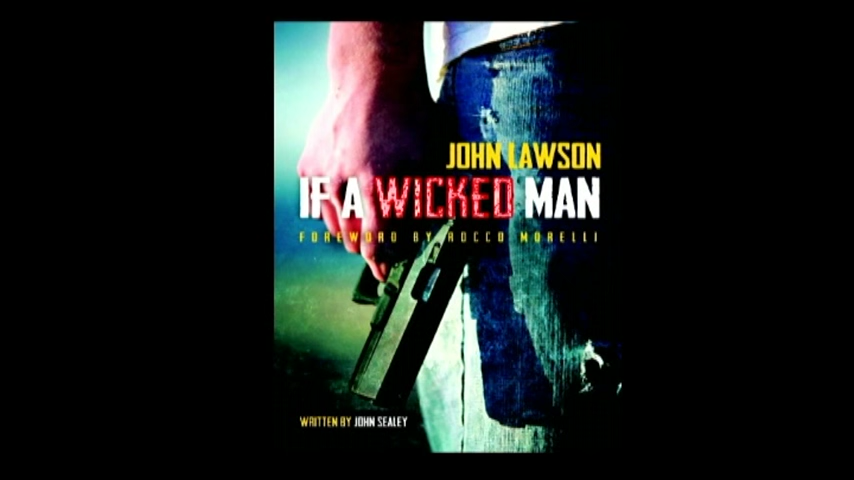 JOHN LAWSON
IF A WICKED MAN
FOREWORD BY ROCCO MORELLI
WRITTEN BY JOHN SEALEY